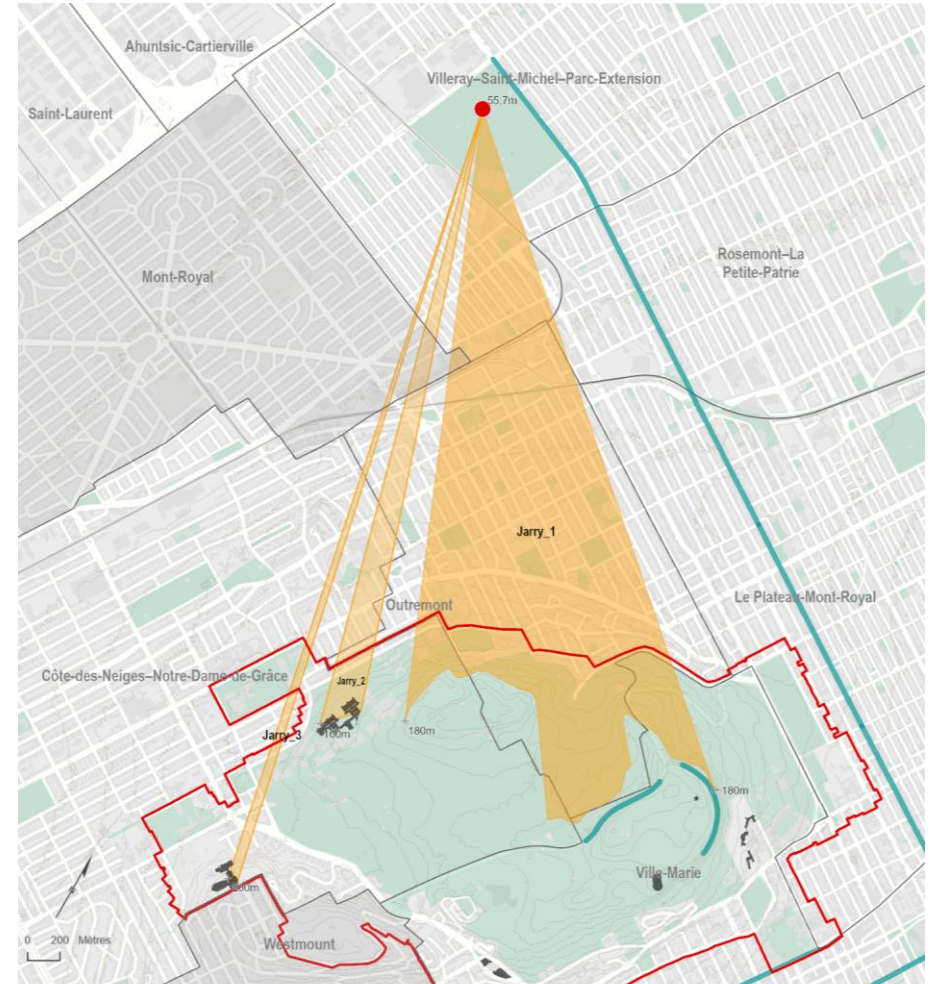 Ahuntsic-Cartierville
Villeray–Saint-Michel–Parc-Extension
55,7m
Saint-Laurent
Mont-Royal
Rosemont–La
Petite-Patrie
Jarry_1
Outremont
Le Plateau-Mont-Royal
Côte-des-Neiges–Notre-Dame-de-Grâce
Jarry_2
180m
Jarry_3
160m
180m
Ville-Marie
Westmount
0 200 Mètres